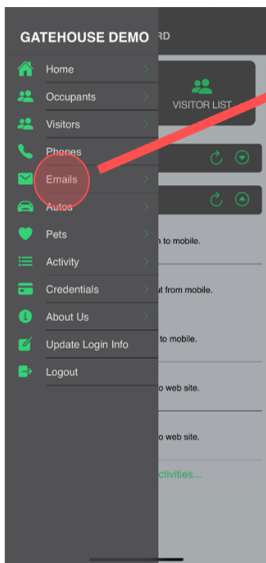 GATEHOUSE DEMO
RD
Home
Occupants
VISITOR LIST
Visitors
Phones
Emails
Autos
Pets
n to mobile.
Activity
Credentials
ut from mobile.
About Us
Update Login Info
to mobile.
Logout
o web site.
o web site.
ctivities...